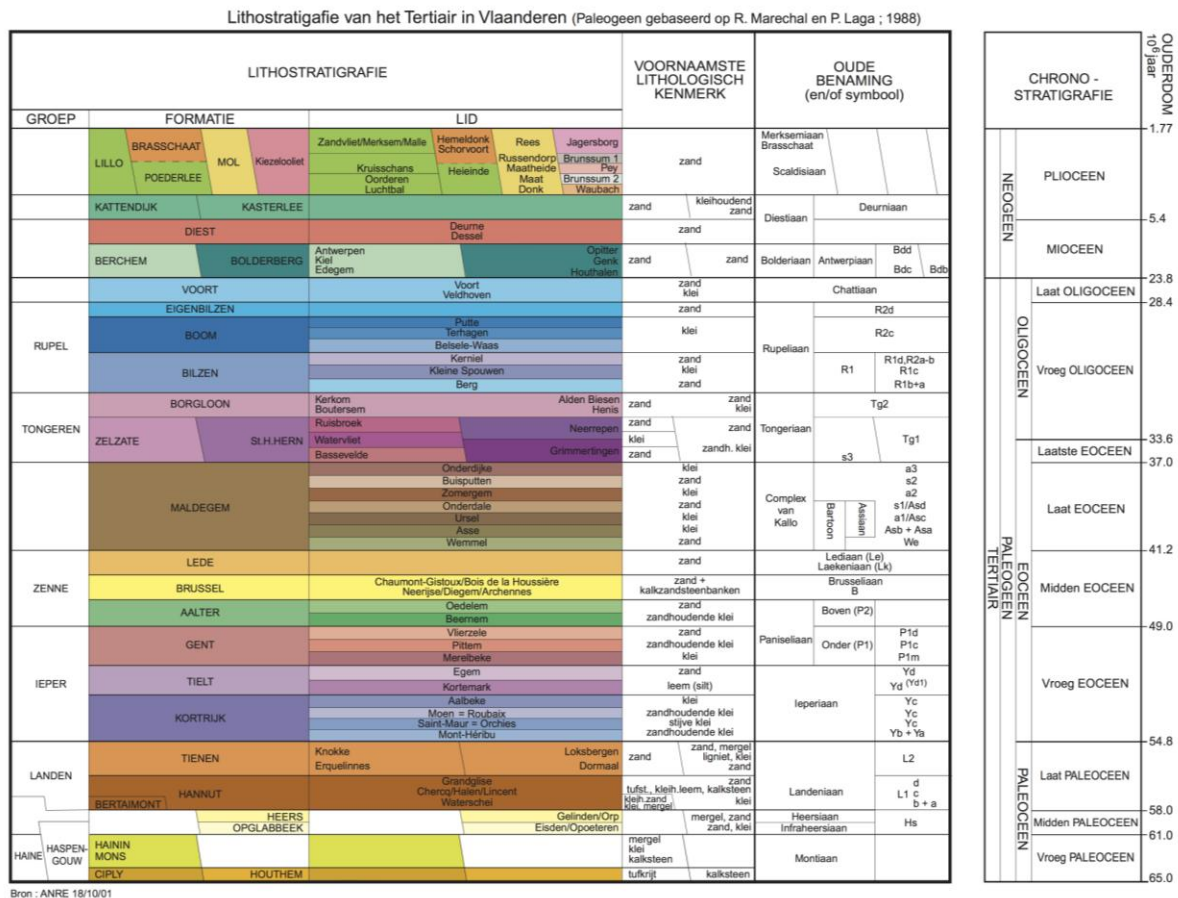 Lithostratigafie van het Tertiair in Vlaanderen (Paleogeen gebaseerd op R. Marechal en P. Laga ; 1988)
LITHOSTRATIGRAFIE
VOORNAAMSTE
LITHOLOGISCH
KENMERK
OUDE
BENAMING
(en/of symbool)
CHRONO -
STRATIGRAFIE
OUDERDOM
10⁶ jaar
GROEP FORMATIE LID
1.77
LILLO BRASSCHAAT MOL Kiezelooliet
POEDERLEE
Zandvliet/Merksem/Malle Hemeldonk Rees Jagersborg
Schorvoort
Russendorp Brunssum 1
Kruisschans Heieinde Maatheide Pey
Oorderen Maat Brunssum 2
Luchtbal Donk Waubach
zand
Merksemiaan
Brasschaat
Scaldisiaan
NEOGEEN
PLIOCEEN
KATTENDIJK KASTERLEE
zand kleihoudend
zand
Diestiaan Deurniaan
5.4
DIEST
Deurne
Dessel
zand
MIOCEEN
BERCHEM BOLDERBERG
Antwerpen Opitter
Kiel Genk
Edegem Houthalen
zand zand
Bolderiaan Antwerpiaan Bdd
Bdc Bdb
23.8
VOORT
Voort
Veldhoven
zand
klei
Chattiaan
Laat OLIGOCEEN
28.4
RUPEL
EIGENBILZEN
zand
R2d
BOOM
Putte
Terhagen
Belsele-Waas
klei
R2c
Rupeliaan
OLIGOCEEN
Vroeg OLIGOCEEN
BILZEN
Kerniel
Kleine Spouwen
Berg
zand
klei
zand
R1
R1d,R2a-b
R1c
R1b+a
TONGEREN
BORGLOON
Kerkom Alden Biesen
Boutersem Henis
zand zand
klei
Tg2
Tongeriaan
ZELZATE St.H.HERN
Ruisbroek Neerrepen
Watervliet
Bassevelde Grimmertingen
zand zand
klei
zand zandh. klei
Tg1
s3
33.6
Laatste EOCEEN
37.0
MALDEGEM
Onderdijke klei a3
Buisputten zand s2
Zomergem klei a2
Onderdale zand s1/Asd
Ursel klei a1/Asc
Asse klei Asb + Asa
Wemmel zand We
Complex
van
Kallo
Bartoon
Assiaan
Laat EOCEEN
41.2
PALEOGEEN
TERTIAIR
EOCEEN
ZENNE
LEDE
zand
Lediaan (Le)
Laekeniaan (Lk)
BRUSSEL
Chaumont-Gistoux/Bois de la Houssière
Neerijse/Diegem/Archennes
zand +
kalkzandsteenbanken
Brusseliaan
B
Midden EOCEEN
AALTER
Oedelem zand
Beernem zandhoudende klei
Boven (P2)
49.0
Paniseliaan
IEPER
GENT
Vlierzele zand P1d
Pittem zandhoudende klei P1c
Merelbeke klei P1m
Onder (P1)
TIELT
Egem zand Yd
Kortemark leem (silt) Yd (Yd1)
Ieperiaan
Vroeg EOCEEN
KORTRIJK
Aalbeke klei Yc
Moen = Roubaix zandhoudende klei Yc
Saint-Maur = Orchies stijve klei Yc
Mont-Héribu zandhoudende klei Yb + Ya
54.8
LANDEN
TIENEN
Knokke Loksbergen
Erquelinnes Dormaal
zand zand, mergel
ligniet, klei
zand
L2
Landeniaan
PALEOCEEN
Laat PALEOCEEN
HANNUT
BERTAIMONT
Grandglise
Chercq/Halen/Lincent
Waterschei
zand
tufst., kleih.leem, kalksteen
kleih.zand klei
klei, mergel
L1
d
c
b + a
58.0
HEERS
OPGLABBEEK
Gelinden/Orp
Eisden/Opoeteren
mergel, zand
zand, klei
Heersiaan
Infraheersiaan
Hs
Midden PALEOCEEN
61.0
HAINE HASPEN-
GOUW
HAININ
MONS
mergel
klei
kalksteen
Montiaan
Vroeg PALEOCEEN
CIPLY HOUTHEM
tufkrijt kalksteen
65.0
Bron : ANRE 18/10/01